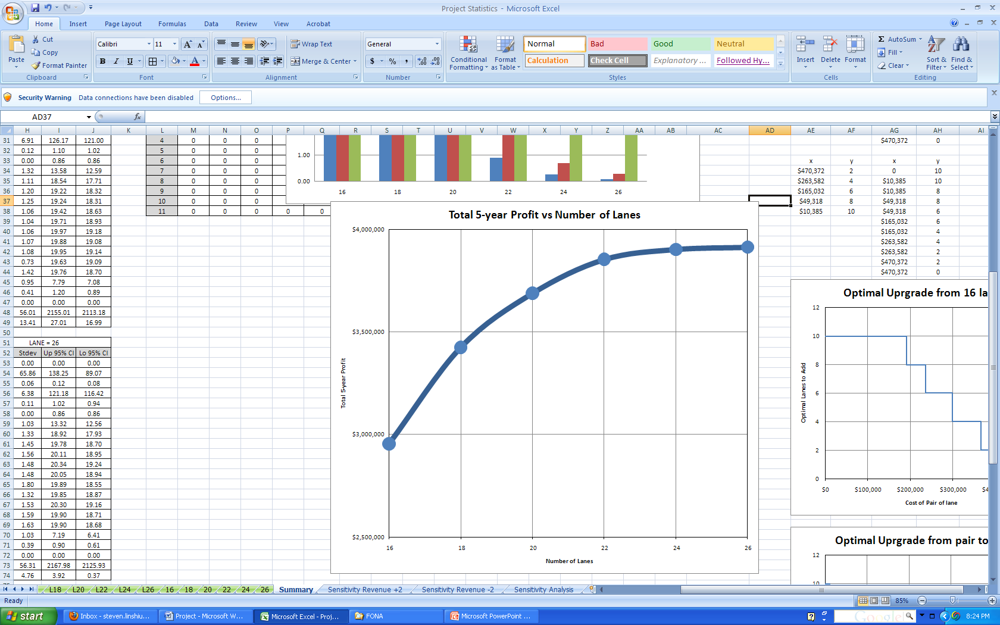 Project Statistics - Microsoft Excel
Home Insert Page Layout Formulas Data Review View Acrobat
Paste Cut Copy Format Painter Clipboard
Calibri 11 B I U Font
Wrap Text Merge & Center Alignment
General $ % , Number
Conditional Formatting Format as Table
Normal Bad Good Neutral
Calculation Check Cell Explanatory ... Followed Hy...
Styles
Insert Delete Format Cells
AutoSum Fill Clear Sort & Filter Find & Select Editing
Security Warning Data connections have been disabled Options...
AD37 fx
H I J K L M N O P Q R S T U V W X Y Z AA AB AC AD AE AF AG AH AI
31 6.91 126.17 121.00 4 0 0 0 $470,372 0
32 0.12 1.10 1.02 5 0 0 0
33 0.00 0.86 0.86 6 0 0 0 x y x y
34 1.32 13.58 12.59 7 0 0 0 $470,372 2 0 10
35 1.11 18.54 17.71 8 0 0 0 $263,582 4 $10,385 10
36 1.20 19.22 18.32 9 0 0 0 $165,032 6 $10,385 8
37 1.25 19.24 18.31 10 0 0 0 $49,318 8 $49,318 8
38 1.06 19.42 18.63 11 0 0 0 0 0 $10,385 10 $49,318 6
39 1.04 19.71 18.93 $165,032 6
40 1.06 19.97 19.18 $165,032 4
41 1.07 19.88 19.08 $263,582 4
42 1.08 19.95 19.14 $263,582 2
43 0.73 19.63 19.09 $470,372 2
44 1.42 19.76 18.70 $470,372 0
45 0.95 7.79 7.08
46 0.41 1.20 0.89
47 0.00 0.00 0.00
48 56.01 2155.01 2113.18
49 13.41 27.01 16.99
50
51 LANE = 26
52 Stdev Up 95% CI Lo 95% CI
53 0.00 0.00 0.00
54 65.86 138.25 89.07
55 0.06 0.12 0.08
56 6.38 121.18 116.42
57 0.11 1.02 0.94
58 0.00 0.86 0.86
59 1.03 13.32 12.56
60 1.33 18.92 17.93
61 1.45 19.78 18.70
62 1.56 20.11 18.95
63 1.48 20.34 19.24
64 1.48 20.05 18.94
65 1.80 19.89 18.55
66 1.32 19.85 18.87
67 1.53 20.30 19.16
68 1.59 19.90 18.71
69 1.63 19.90 18.68
70 1.03 7.19 6.41
71 0.39 0.90 0.61
72 0.00 0.00 0.00
73 56.31 2167.98 2125.93
74 4.76 3.92 0.37
1.00
0.00
16 18 20 22 24 26
Total 5-year Profit vs Number of Lanes
$4,000,000
$3,500,000
$3,000,000
$2,500,000
Total 5-year Profit
16 18 20 22 24 26
Number of Lanes
Optimal Uprgrade from 16 la
12
10
8
6
4
2
0
Optimal Lanes to Add
$0 $100,000 $200,000 $300,000 $4
Cost of Pair of lane
Optimal Uprgrade from pair to
12
10
L18 L20 L22 L24 L26 16 18 20 22 24 26 Summary Sensitivity Revenue +2 Sensitivity Revenue -2 Sensitivity Analysis
Ready 85%
start Inbox - steven.linshiu... Project - Microsoft W... Microsoft Excel - Proj... FONA Microsoft PowerPoint ... Google 8:24 PM